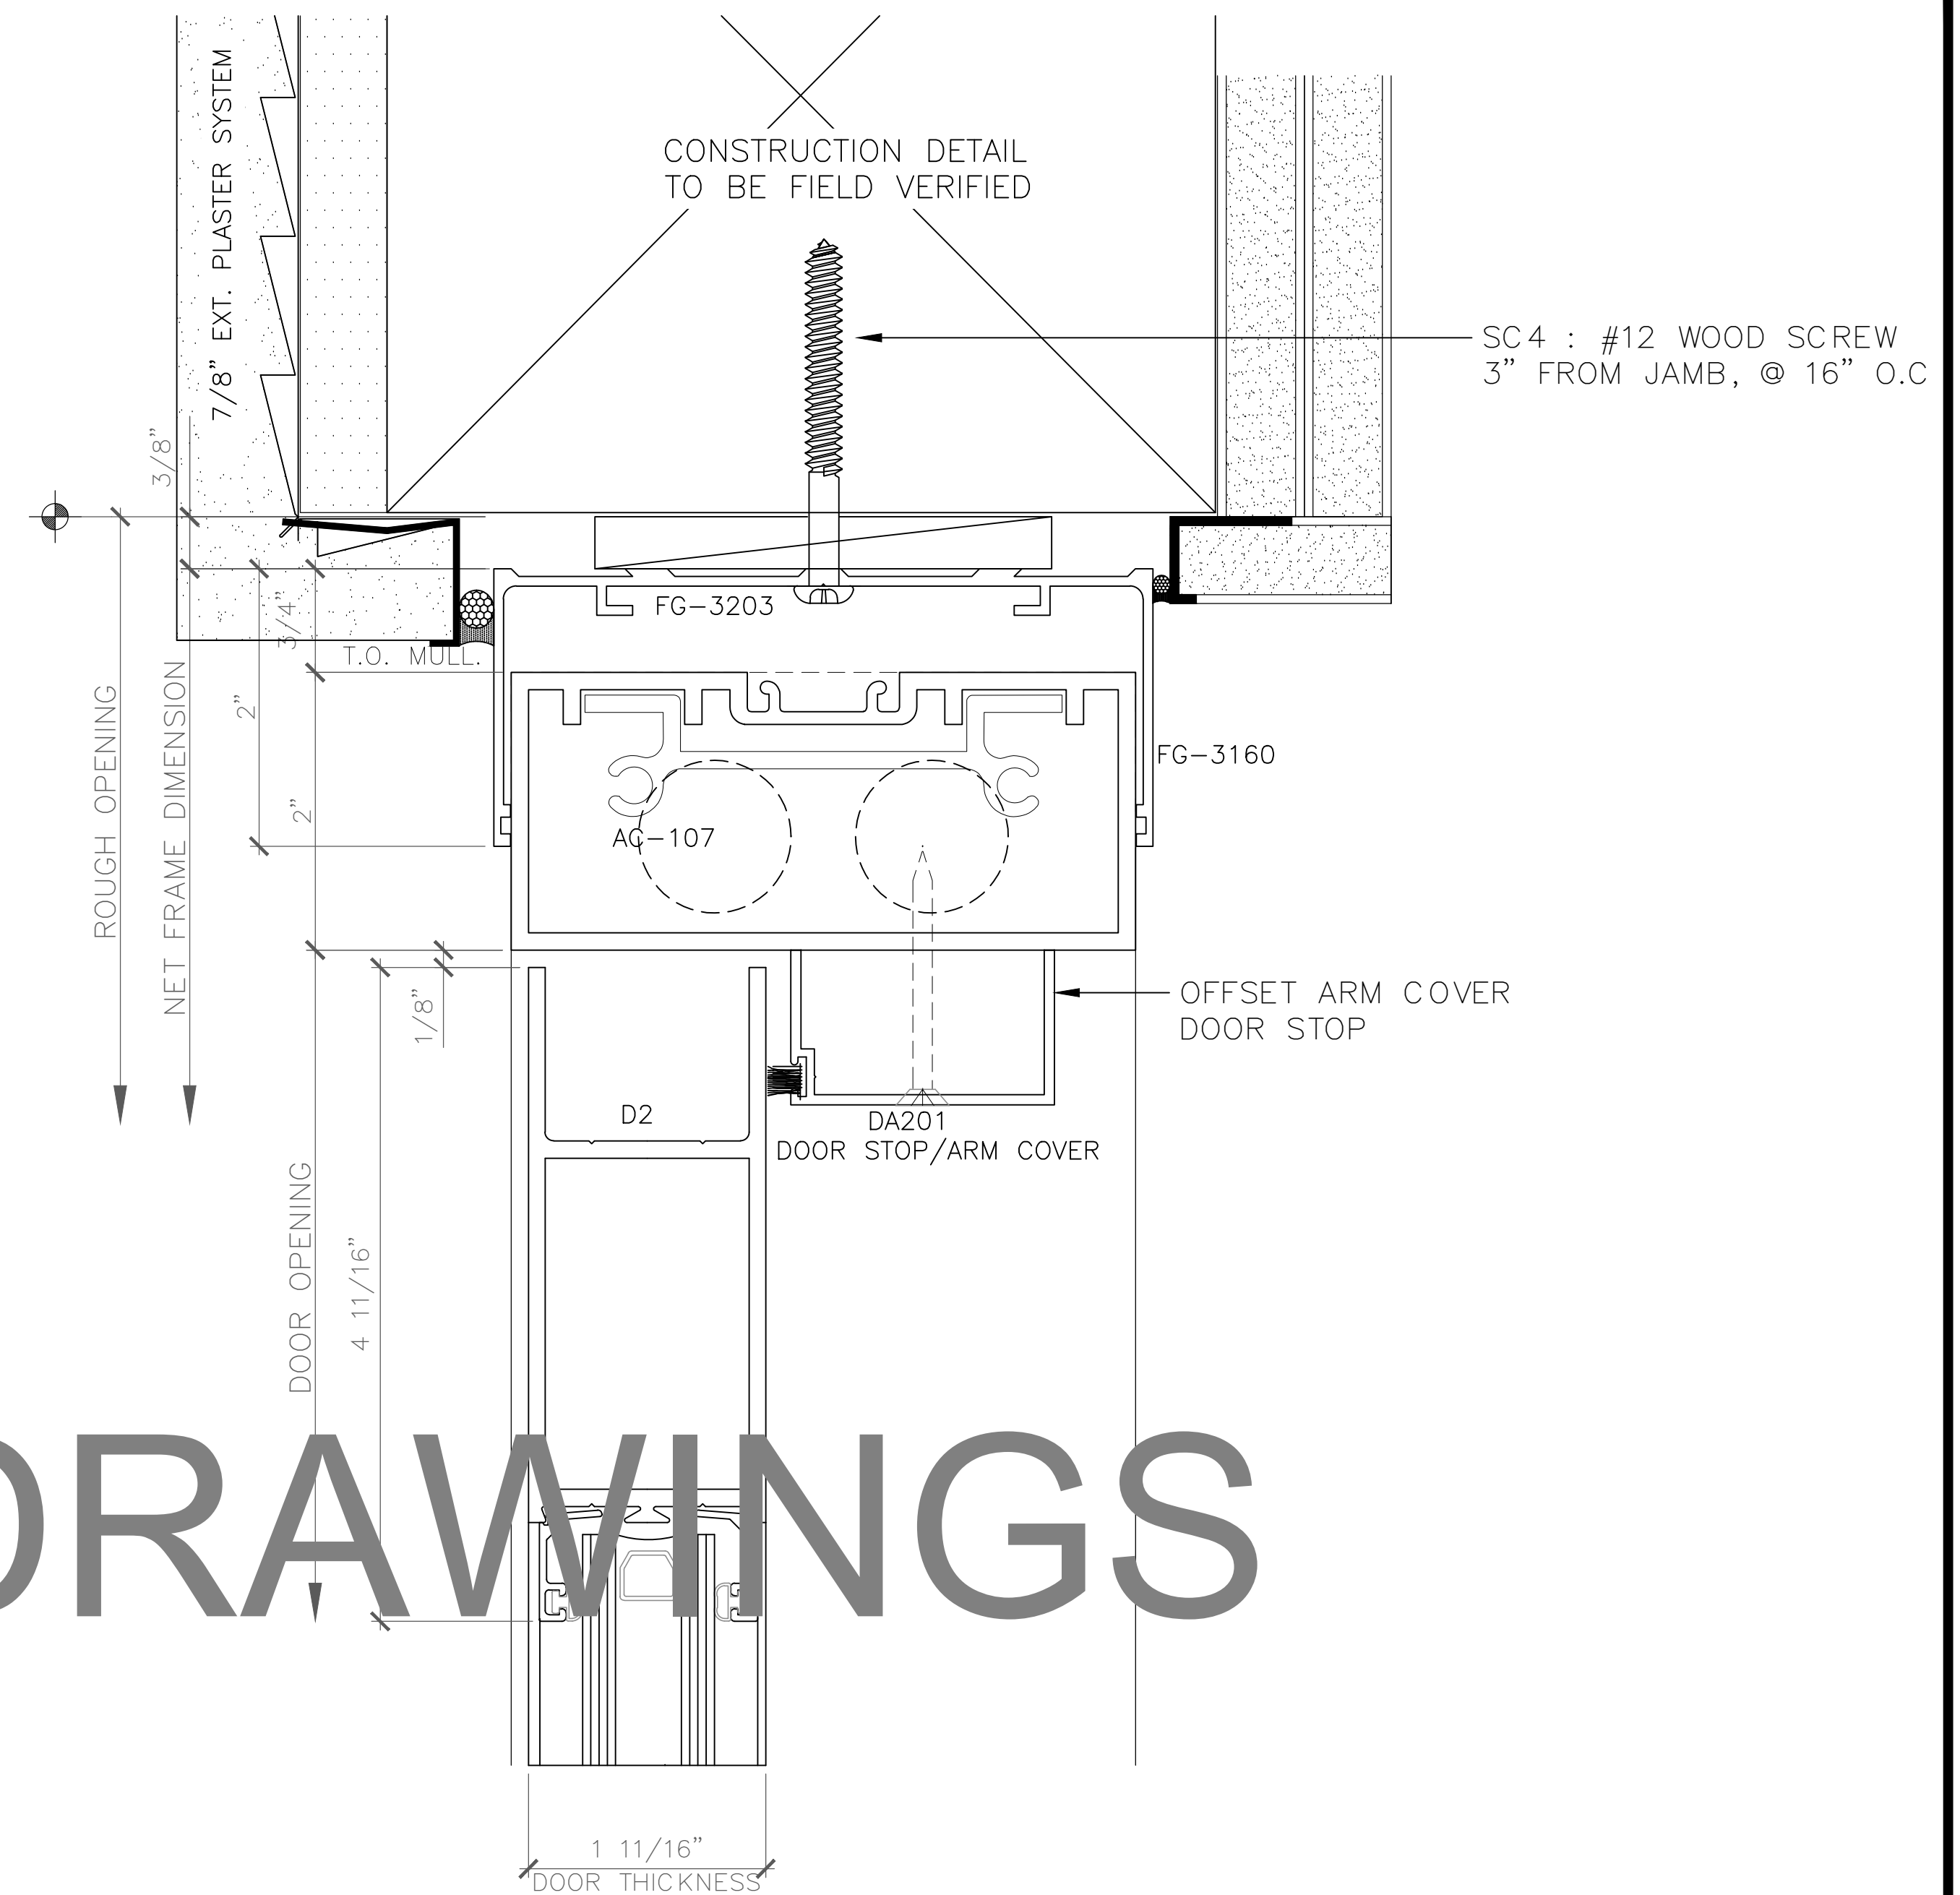 7/8" EXT. PLASTER SYSTEM
CONSTRUCTION DETAIL
TO BE FIELD VERIFIED
SC4 : #12 WOOD SCREW
3" FROM JAMB, @ 16" O.C
3/8"
3/4"
FG-3203
T.O. MULL.
ROUGH OPENING
NET FRAME DIMENSION
2"
2"
FG-3160
AC-107
1/8"
OFFSET ARM COVER
DOOR STOP
D2
DA201
DOOR STOP/ARM COVER
DOOR OPENING
4 11/16"
DRAWINGS
1 11/16"
DOOR THICKNESS